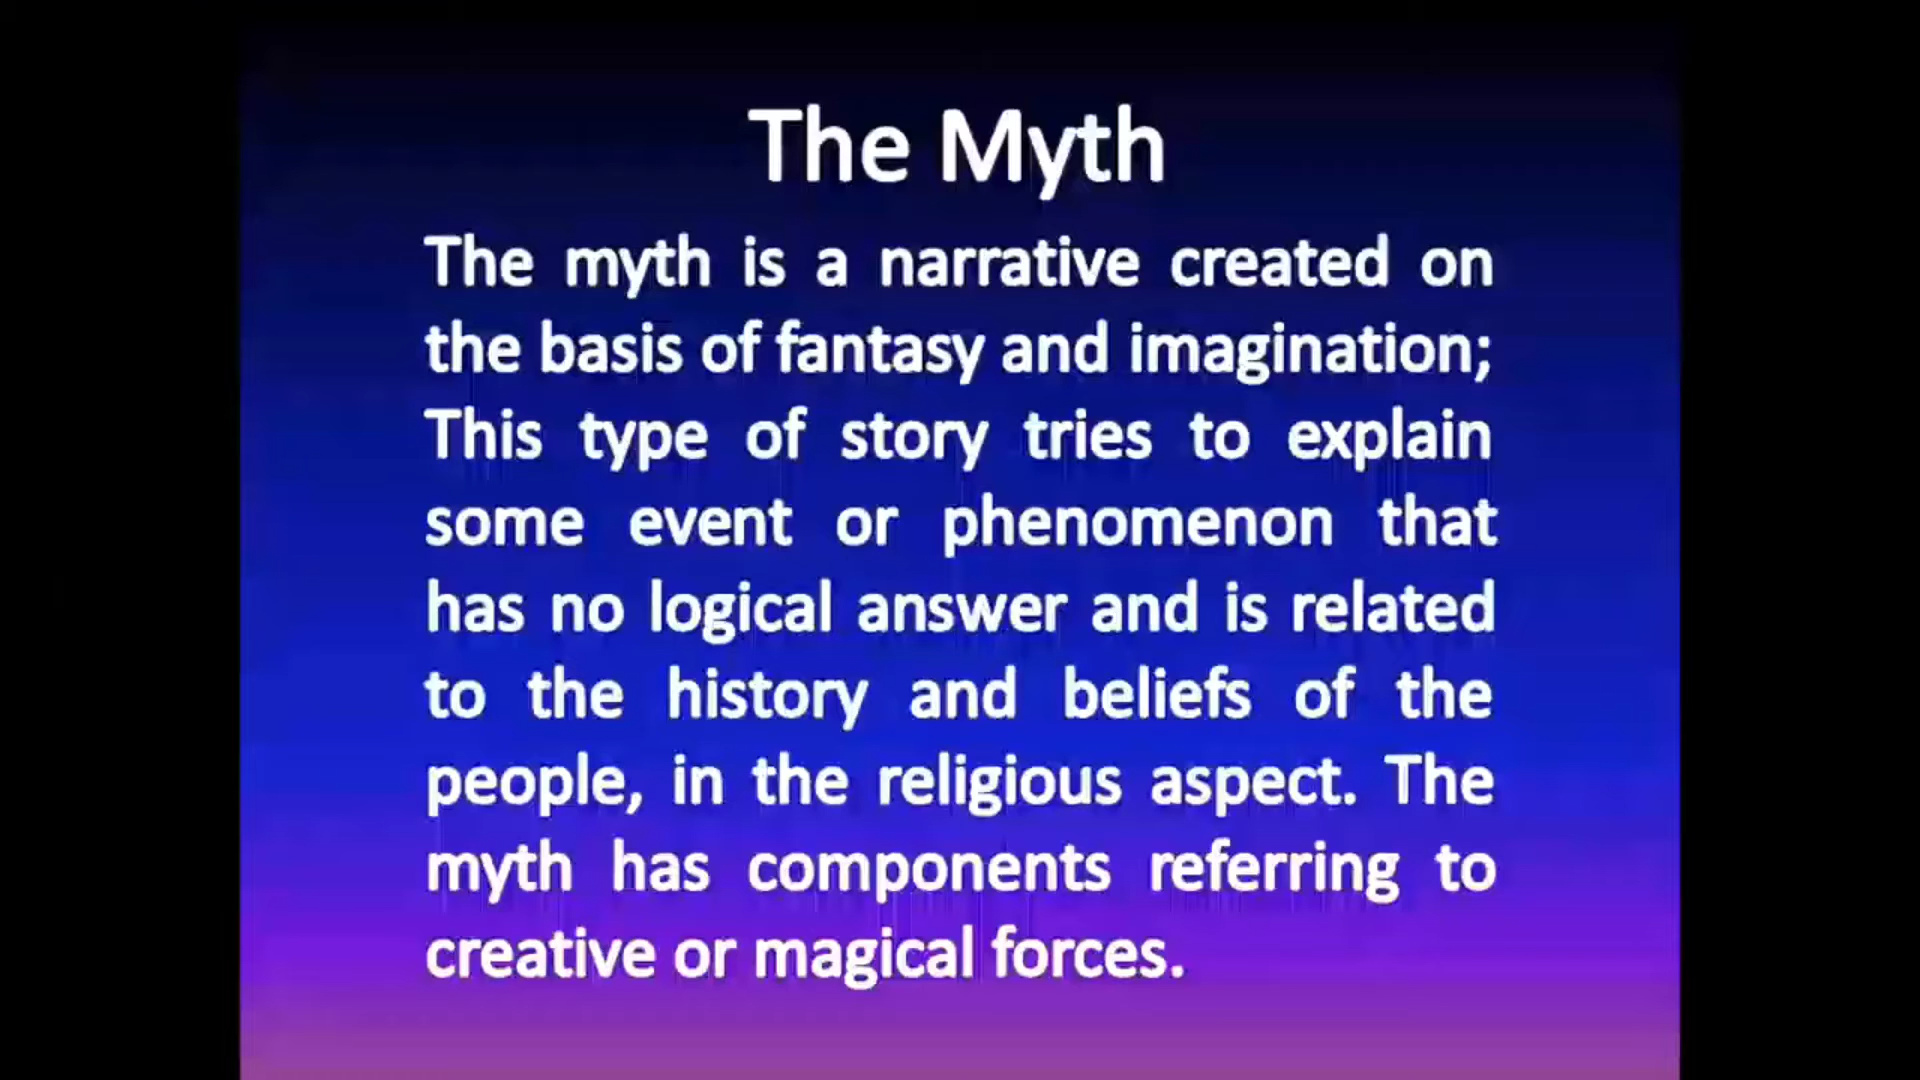 The Myth
The myth is a narrative created on
the basis of fantasy and imagination;
This type of story tries to explain
some event or phenomenon that
has no logical answer and is related
to the history and beliefs of the
people, in the religious aspect. The
myth has components referring to
creative or magical forces.